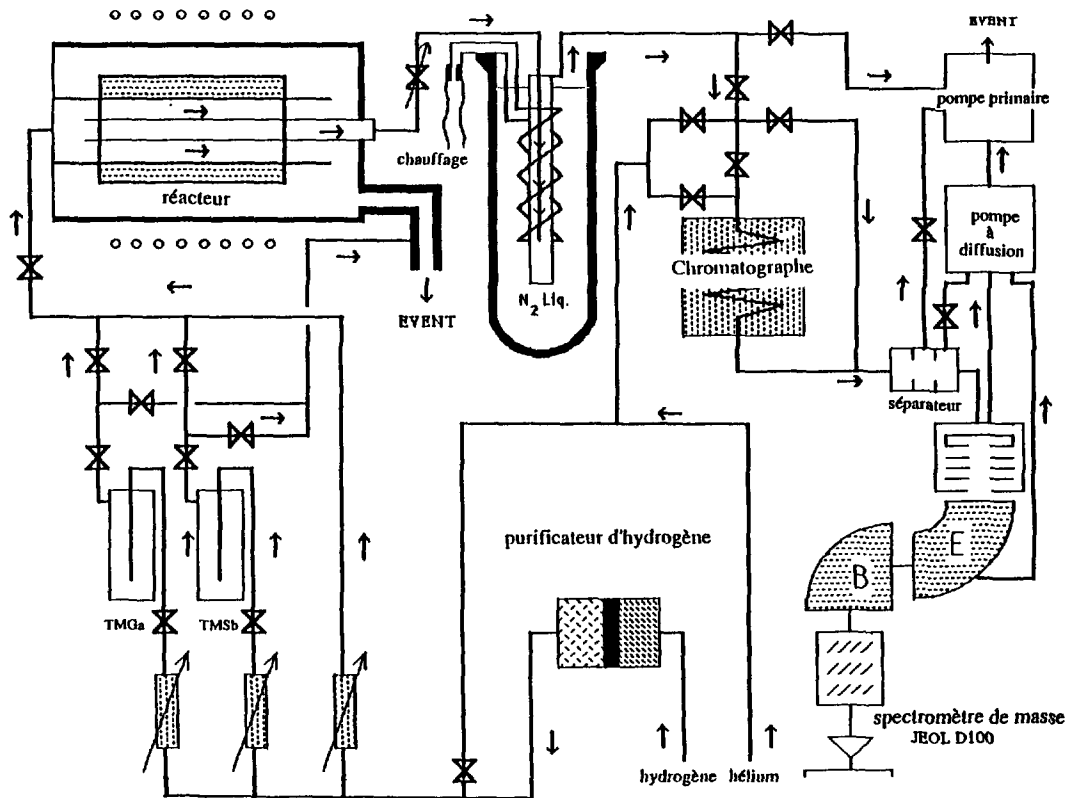 EVENT
pompe primaire
chauffage
réacteur
pompe
à
diffusion
Chromatographe
N2 Liq.
EVENT
séparateur
purificateur d'hydrogène
E
B
TMGa
TMSb
spectromètre de masse
JEOL D100
hydrogène
hélium